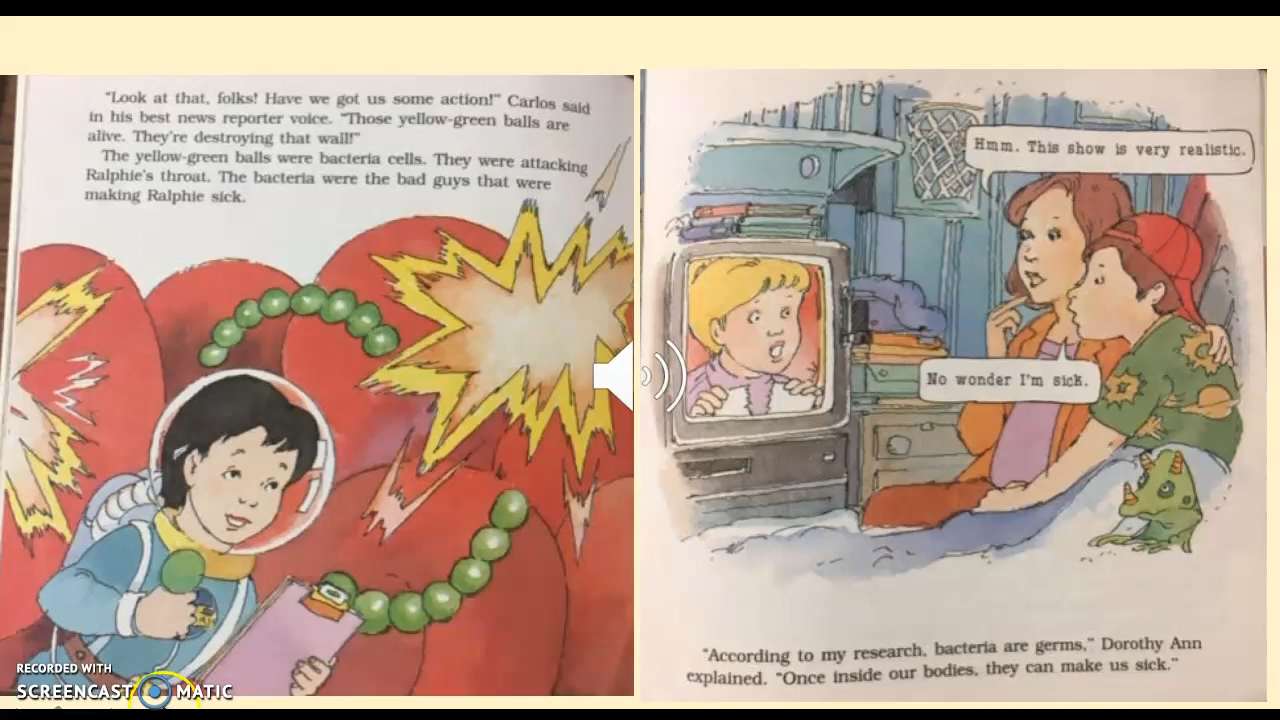 "Look at that, folks! Have we got us some action!" Carlos said
in his best news reporter voice. "Those yellow-green balls are
alive. They're destroying that wall!"
The yellow-green balls were bacteria cells. They were attacking
Ralphie's throat. The bacteria were the bad guys that were
making Ralphie sick.
Hmm. This show is very realistic.
No wonder I'm sick.
"According to my research, bacteria are germs," Dorothy Ann
explained. "Once inside our bodies, they can make us sick."
RECORDED WITH
SCREENCAST MATIC